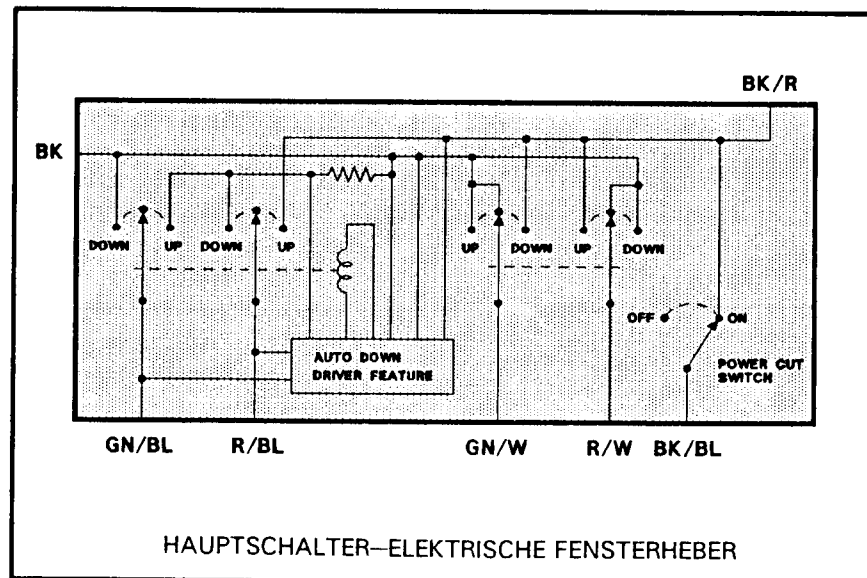 BK/R
BK
DOWN UP DOWN UP UP DOWN UP DOWN
OFF ON
POWER CUT
SWITCH
AUTO DOWN
DRIVER FEATURE
GN/BL R/BL GN/W R/W BK/BL
HAUPTSCHALTER–ELEKTRISCHE FENSTERHEBER